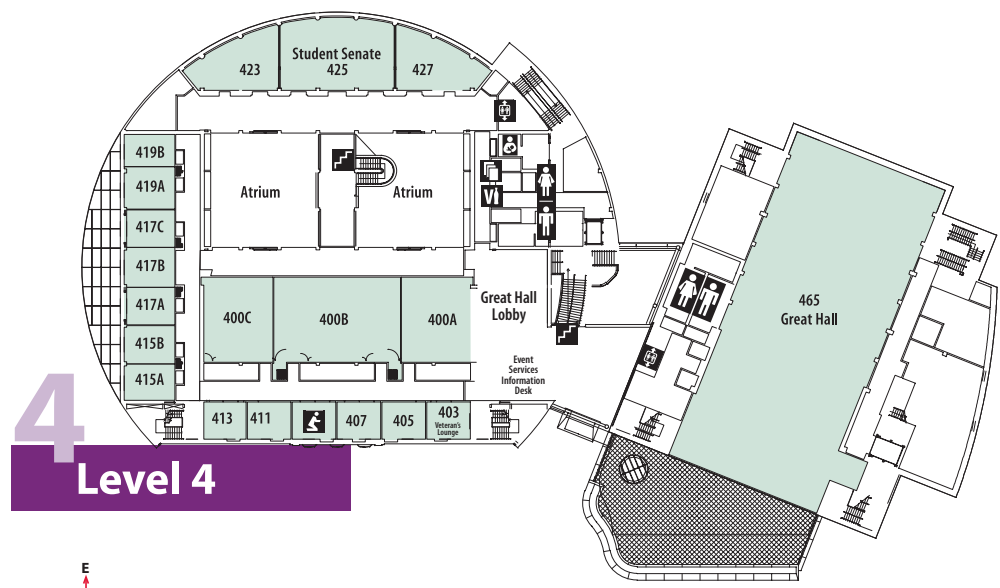 Student Senate
423
425
427
419B
419A
417C
417B
417A
415B
415A
Atrium
Atrium
400C
400B
400A
Great Hall
Lobby
Event
Services
Information
Desk
465
Great Hall
413
411
407
405
403
Veteran's
Lounge
4
Level 4
E